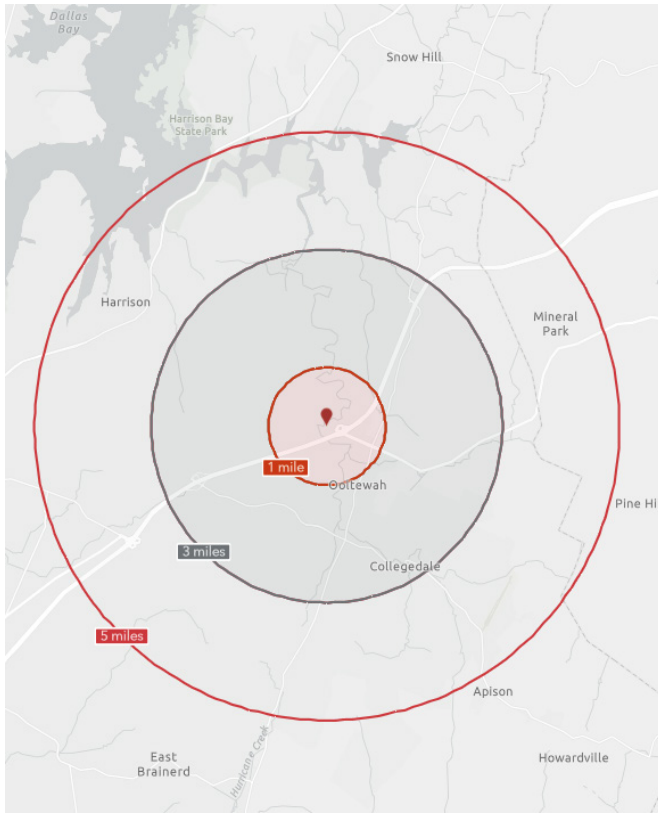 Dallas
Bay
Snow Hill
Harrison Bay
State Park
Harrison
Mineral
Park
1 mile
Ooltewah
Pine Hi
3 miles
Collegedale
5 miles
Apison
East
Brainerd
Hurricane Creek
Howardville